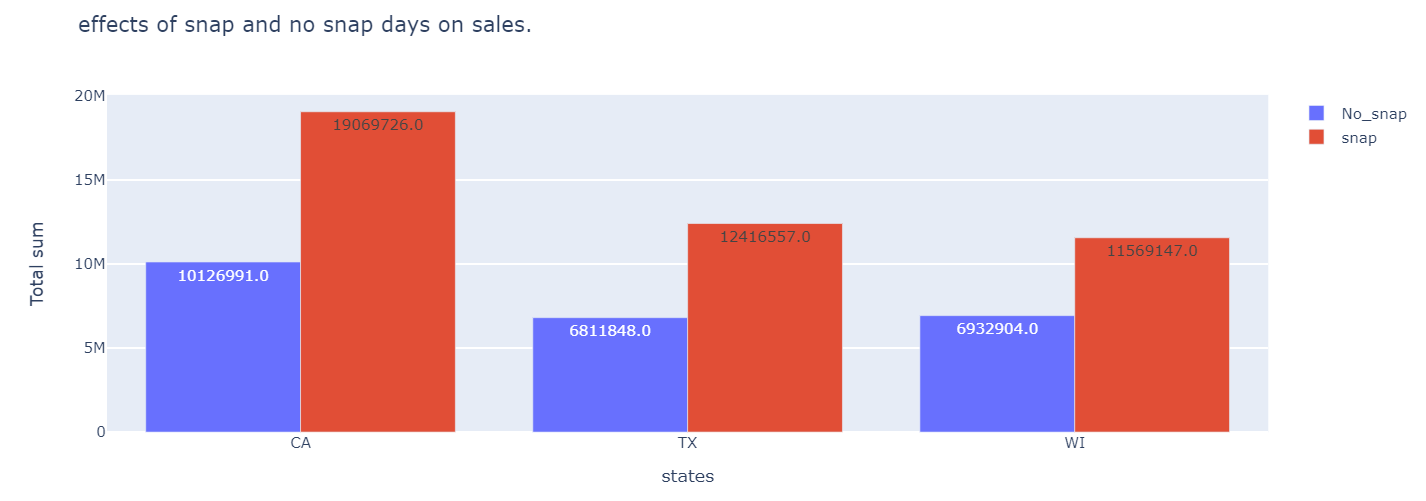 effects of snap and no snap days on sales.
Total sum
20M
15M
10M
5M
0
10126991.0
19069726.0
6811848.0
12416557.0
6932904.0
11569147.0
CA
TX
WI
states
No_snap
snap